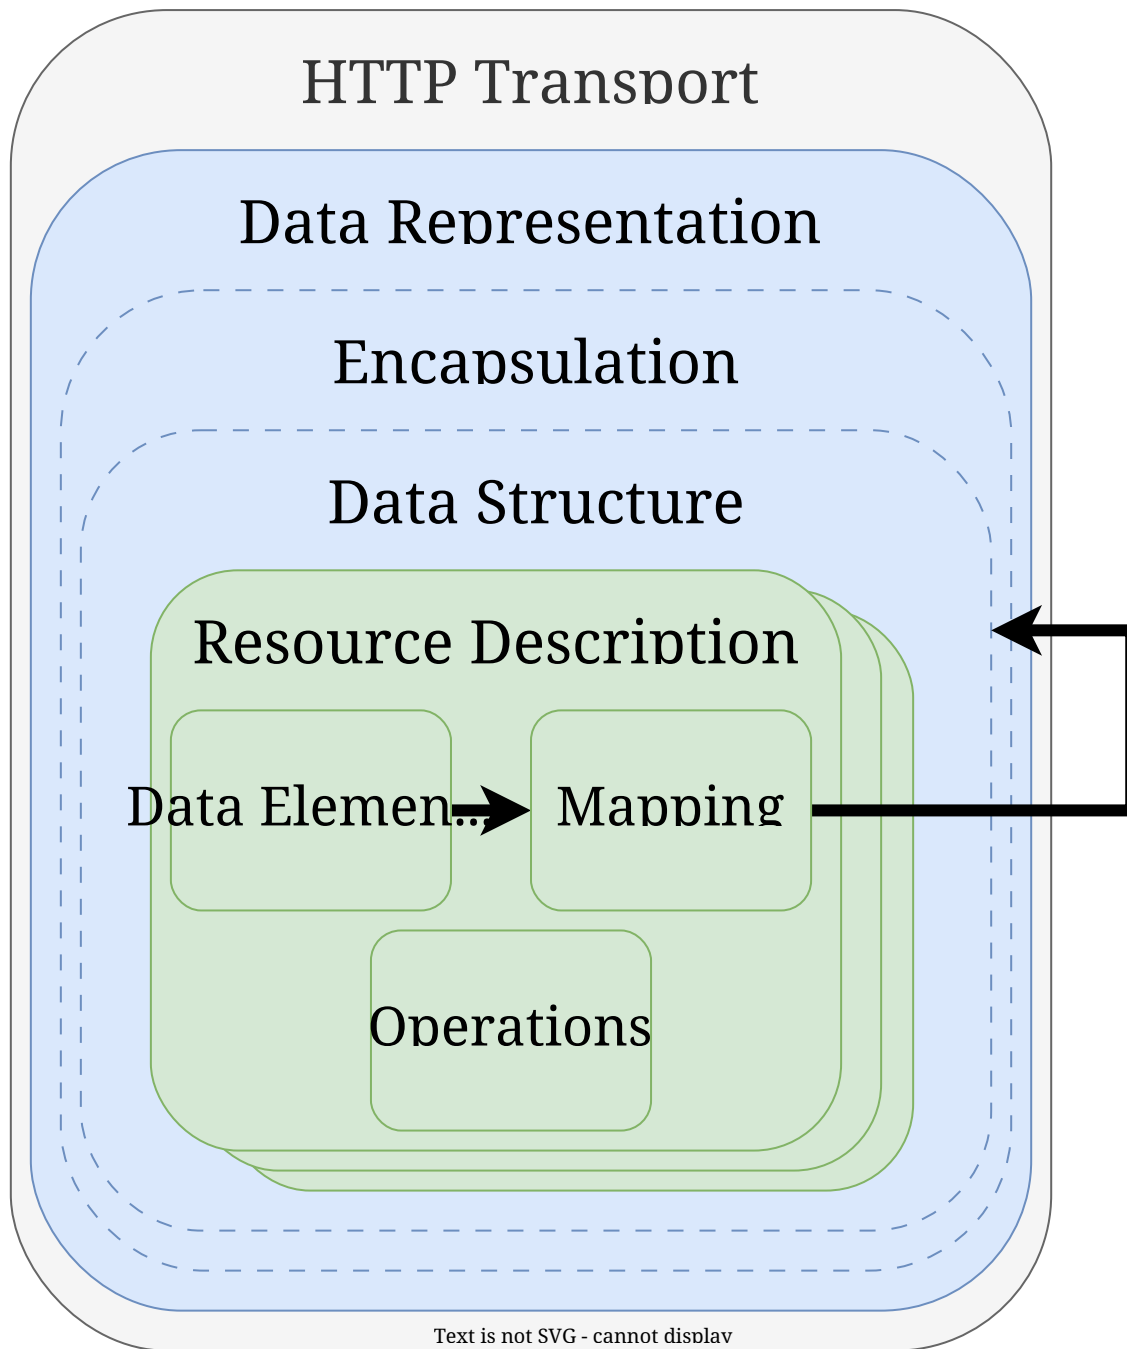 HTTP Transport
Data Representation
Encapsulation
Data Structure
Resource Description
Data Elemen...
Mapping
Operations
Text is not SVG - cannot display